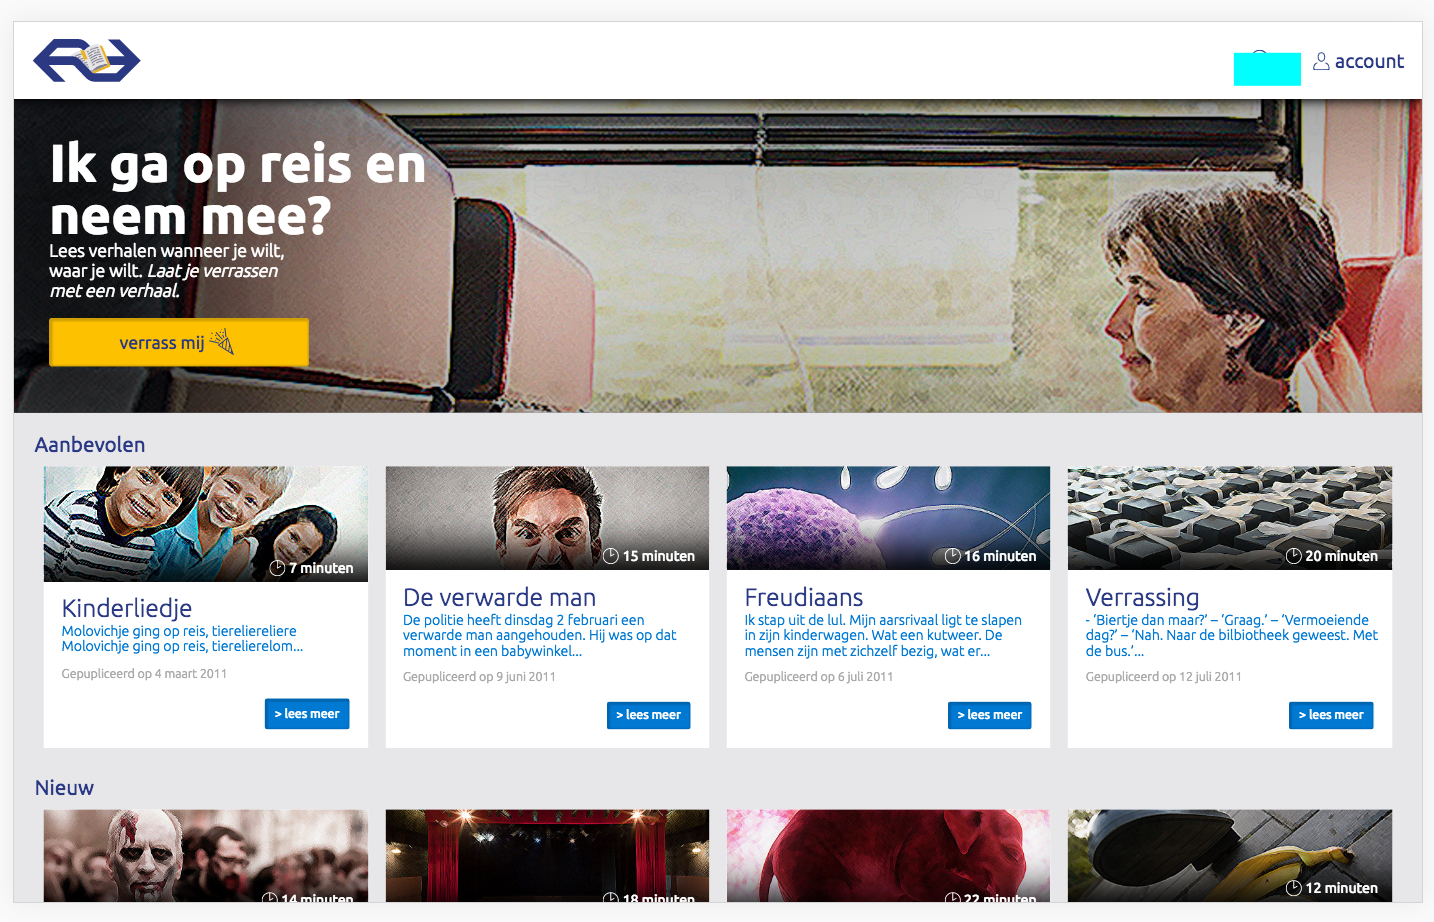 account
Ik ga op reis en
neem mee?
Lees verhalen wanneer je wilt,
waar je wilt. Laat je verrassen
met een verhaal.
verrass mij
Aanbevolen
7 minuten
Kinderliedje
Molovichje ging op reis, tiereliereliere
Molovichje ging op reis, tierelierelom...
Gepupliceerd op 4 maart 2011
> lees meer
15 minuten
De verwarde man
De politie heeft dinsdag 2 februari een
verwarde man aangehouden. Hij was op dat
moment in een babywinkel...
Gepupliceerd op 9 juni 2011
> lees meer
16 minuten
Freudiaans
Ik stap uit de lul. Mijn aarsrivaal ligt te slapen
in zijn kinderwagen. Wat een kutweer. De
mensen zijn met zichzelf bezig, wat er...
Gepupliceerd op 6 juli 2011
> lees meer
20 minuten
Verrassing
- ‘Biertje dan maar?’ – ‘Graag.’ – ‘Vermoeiende
dag?’ – ‘Nah. Naar de bilbiotheek geweest. Met
de bus.’...
Gepupliceerd op 12 juli 2011
> lees meer
Nieuw
14 minuten
18 minuten
22 minuten
12 minuten